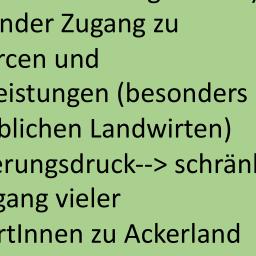 nder Zugang zu
rcen und
eistungen (besonders
blichen Landwirten)
erungsdruck--> schränk
gang vieler
rtInnen zu Ackerland